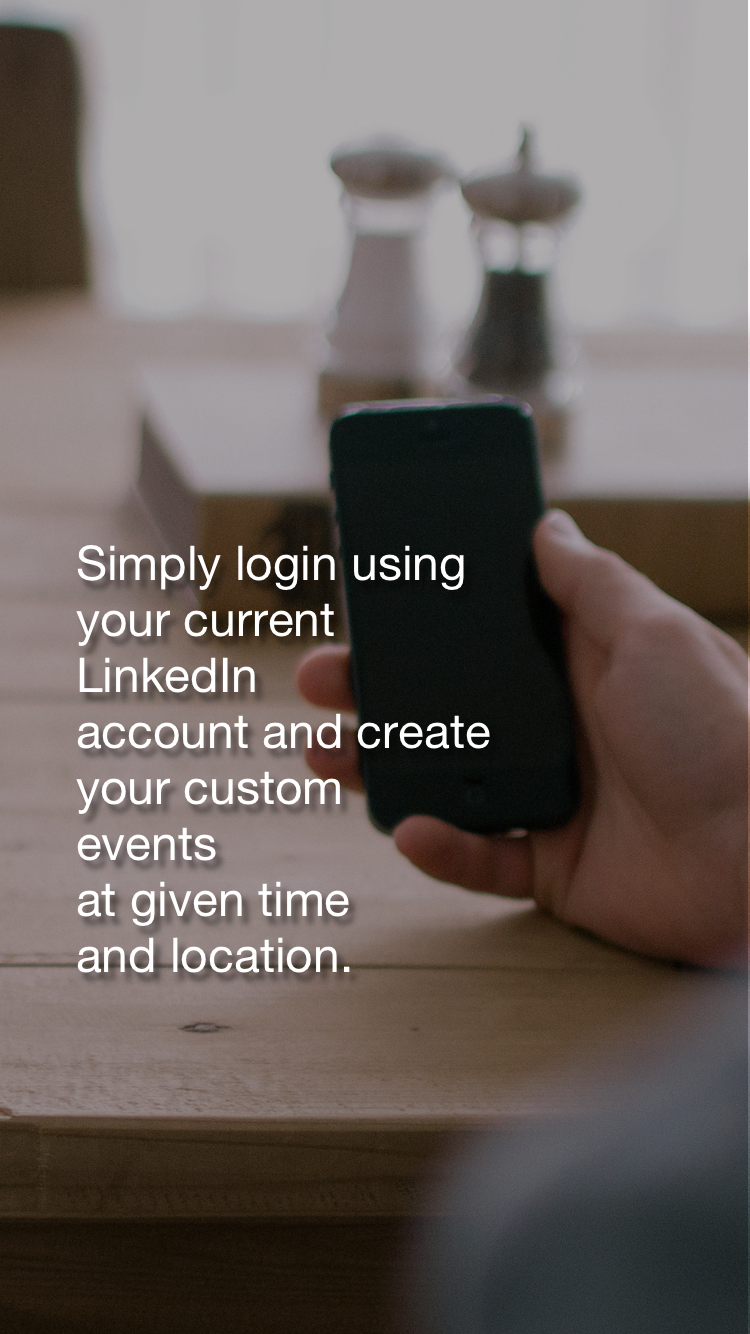 Simply login using
your current
LinkedIn
account and create
your custom
events
at given time
and location.